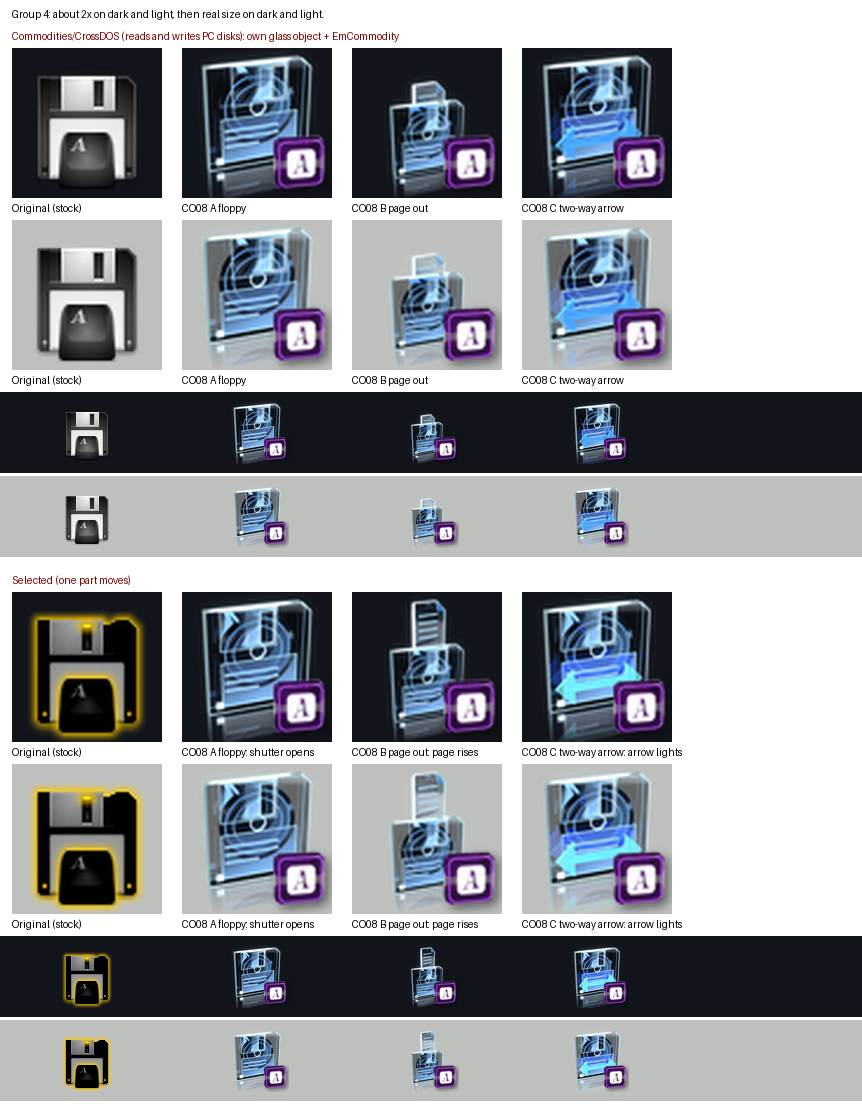 Group 4: about 2x on dark and light, then real size on dark and light.
Commodities/CrossDOS (reads and writes PC disks): own glass object + EmCommodity
A A A A
Original (stock) CO08 A floppy CO08 B page out CO08 C two-way arrow
A A A A
Original (stock) CO08 A floppy CO08 B page out CO08 C two-way arrow
A A A A
A A A A
Selected (one part moves)
A A A A
Original (stock) CO08 A floppy: shutter opens CO08 B page out: page rises CO08 C two-way arrow: arrow lights
A A A A
Original (stock) CO08 A floppy: shutter opens CO08 B page out: page rises CO08 C two-way arrow: arrow lights
A A A A
A A A A